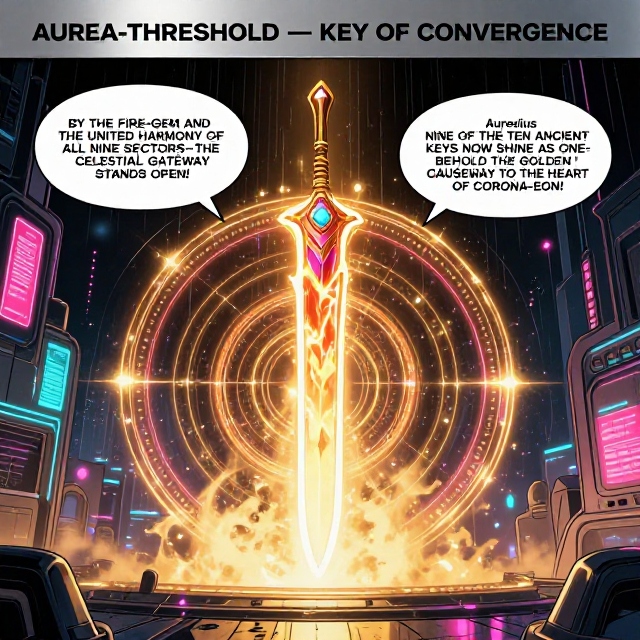 AUREA-THRESHOLD — KEY OF CONVERGENCE
BY THE FIRE-GEM AND
THE UNITED HARMONY OF
ALL NINE SECTORS—THE
CELESTIAL GATEWAY
STANDS OPEN!
Aurelius
NINE OF THE TEN ANCIENT
KEYS NOW SHINE AS ONE-
BEHOLD THE GOLDEN
CAUSEWAY TO THE HEART
OF CORONA-EON!